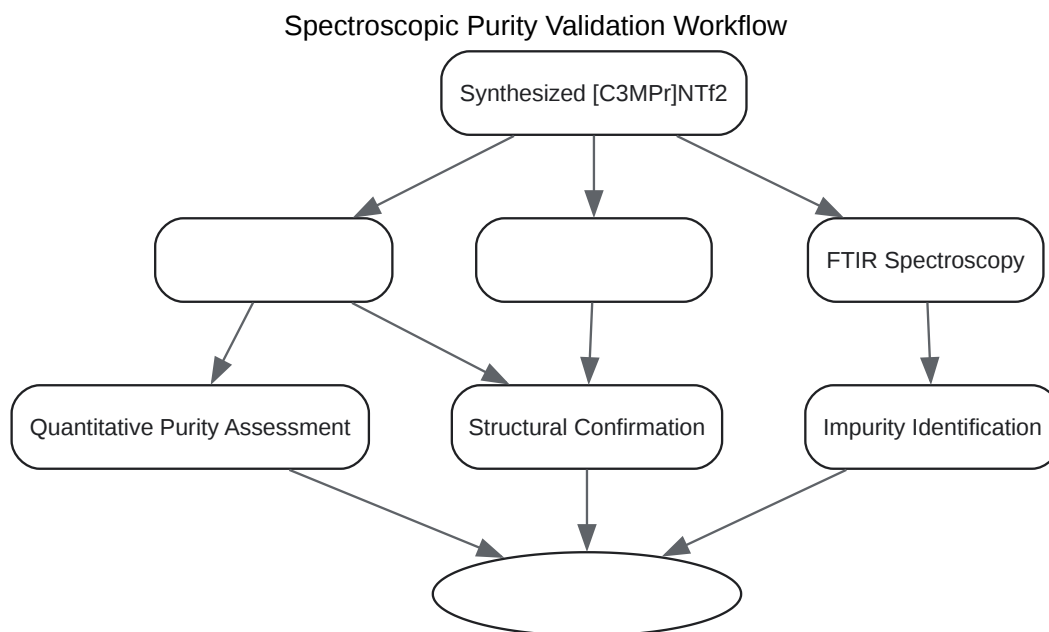 Spectroscopic Purity Validation Workflow
Synthesized [C3MPr]NTf2
FTIR Spectroscopy
Quantitative Purity Assessment
Structural Confirmation
Impurity Identification